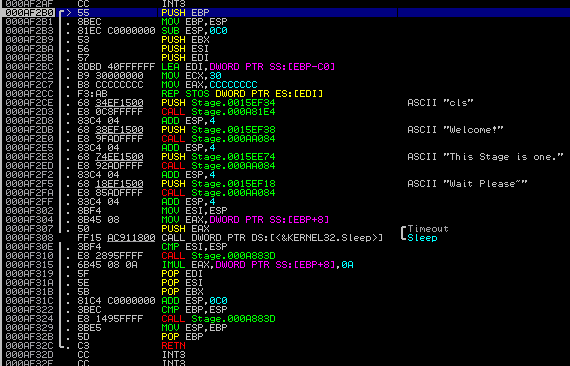 000AF2AF CC INT3
000AF2B0 > 55 PUSH EBP
000AF2B1 . 8BEC MOV EBP,ESP
000AF2B3 . 81EC C0000000 SUB ESP,0C0
000AF2B9 . 53 PUSH EBX
000AF2BA . 56 PUSH ESI
000AF2BB . 57 PUSH EDI
000AF2BC . 8DBD 40FFFFFF LEA EDI,DWORD PTR SS:[EBP-C0]
000AF2C2 . B9 30000000 MOV ECX,30
000AF2C7 . B8 CCCCCCCC MOV EAX,CCCCCCCC
000AF2CC . F3:AB REP STOS DWORD PTR ES:[EDI]
000AF2CE . 68 34EF1500 PUSH Stage.0015EF34 ASCII "cls"
000AF2D3 . E8 0C8FFFFF CALL Stage.000A81E4
000AF2D8 . 83C4 04 ADD ESP,4
000AF2DB . 68 38EF1500 PUSH Stage.0015EF38 ASCII "Welcome!"
000AF2E0 . E8 9FADFFFF CALL Stage.000AA084
000AF2E5 . 83C4 04 ADD ESP,4
000AF2E8 . 68 74EE1500 PUSH Stage.0015EE74 ASCII "This Stage is one."
000AF2ED . E8 92ADFFFF CALL Stage.000AA084
000AF2F2 . 83C4 04 ADD ESP,4
000AF2F5 . 68 18EF1500 PUSH Stage.0015EF18 ASCII "Wait Please~"
000AF2FA . E8 85ADFFFF CALL Stage.000AA084
000AF2FF . 83C4 04 ADD ESP,4
000AF302 . 8BF4 MOV ESI,ESP
000AF304 . 8B45 08 MOV EAX,DWORD PTR SS:[EBP+8]
000AF307 . 50 PUSH EAX Timeout
000AF308 . FF15 AC911800 CALL DWORD PTR DS:[<&KERNEL32.Sleep>] Sleep
000AF30E . 3BF4 CMP ESI,ESP
000AF310 . E8 2895FFFF CALL Stage.000A883D
000AF315 . 6B45 08 0A IMUL EAX,DWORD PTR SS:[EBP+8],0A
000AF319 . 5F POP EDI
000AF31A . 5E POP ESI
000AF31B . 5B POP EBX
000AF31C . 81C4 C0000000 ADD ESP,0C0
000AF322 . 3BEC CMP EBP,ESP
000AF324 . E8 1495FFFF CALL Stage.000A883D
000AF329 . 8BE5 MOV ESP,EBP
000AF32B . 5D POP EBP
000AF32C . C3 RETN
000AF32D CC INT3
000AF32E CC INT3